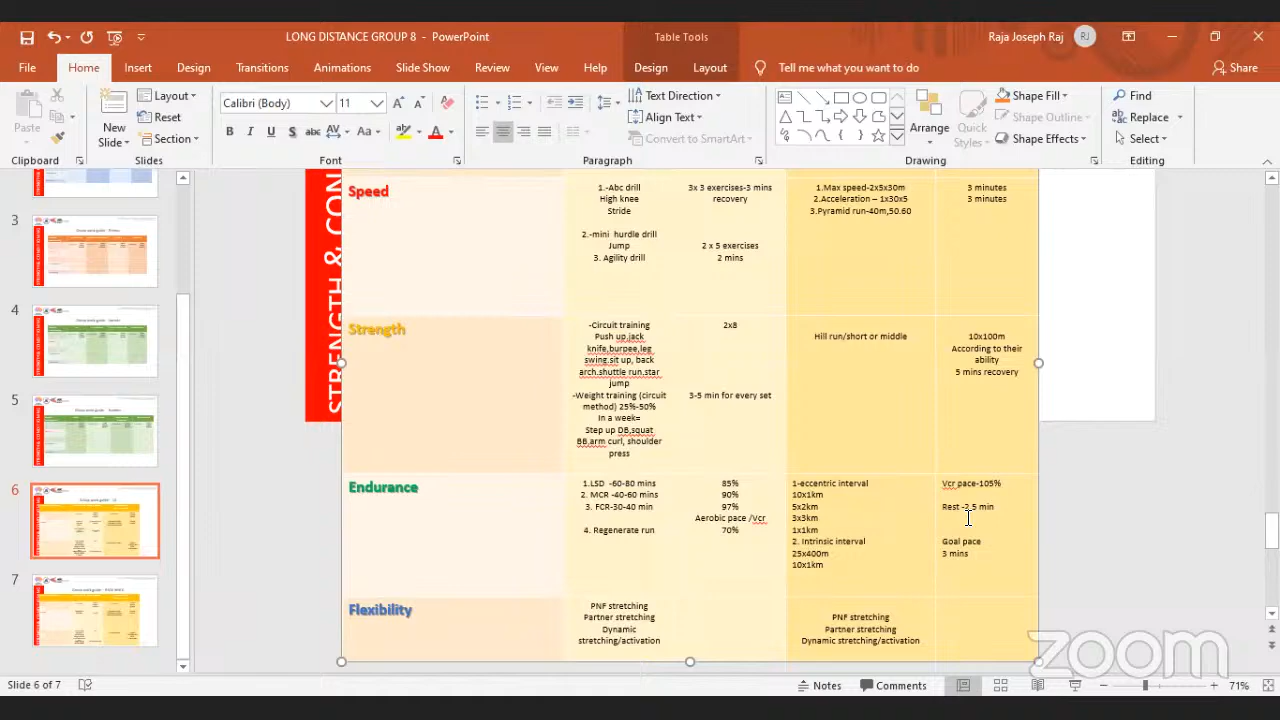 LONG DISTANCE GROUP 8 - PowerPoint
Table Tools
Raja Joseph Raj
RJ
File
Home
Insert
Design
Transitions
Animations
Slide Show
Review
View
Help
Design
Layout
Tell me what you want to do
Share
Paste
New
Slide
Layout
Reset
Section
Calibri (Body)
11
Text Direction
Align Text
Convert to SmartArt
Arrange
Quick
Styles
Shape Fill
Shape Outline
Shape Effects
Find
Replace
Select
Clipboard
Slides
Font
Paragraph
Drawing
Editing
3
4
5
6
7
STRENGTH & CON
Speed
1.-Abc drill
High knee
Stride
2.-mini hurdle drill
Jump
3. Agility drill
3x 3 exercises-3 mins
recovery
2 x 5 exercises
2 mins
1.Max speed-2x5x30m
2.Acceleration – 1x30x5
3.Pyramid run-40m,50.60
3 minutes
3 minutes
Strength
-Circuit training
Push up,jack
knife,burpee,leg
swing.sit up, back
arch.shuttle run.star
jump
-Weight training (circuit
method) 25%-50%
In a week=
Step up DB,squat
BB,arm curl, shoulder
press
2x8
3-5 min for every set
Hill run/short or middle
10x100m
According to their
ability
5 mins recovery
Endurance
1.LSD -60-80 mins
2. MCR -40-60 mins
3. FCR-30-40 min
4. Regenerate run
85%
90%
97%
Aerobic pace /Vcr
70%
1-eccentric interval
10x1km
5x2km
3x3km
1x1km
2. Intrinsic interval
25x400m
10x1km
Vcr pace-105%
Rest -2.5 min
Goal pace
3 mins
Flexibility
PNF stretching
Partner stretching
Dynamic
stretching/activation
PNF stretching
Partner stretching
Dynamic stretching/activation
zoom
Slide 6 of 7
Notes
Comments
71%